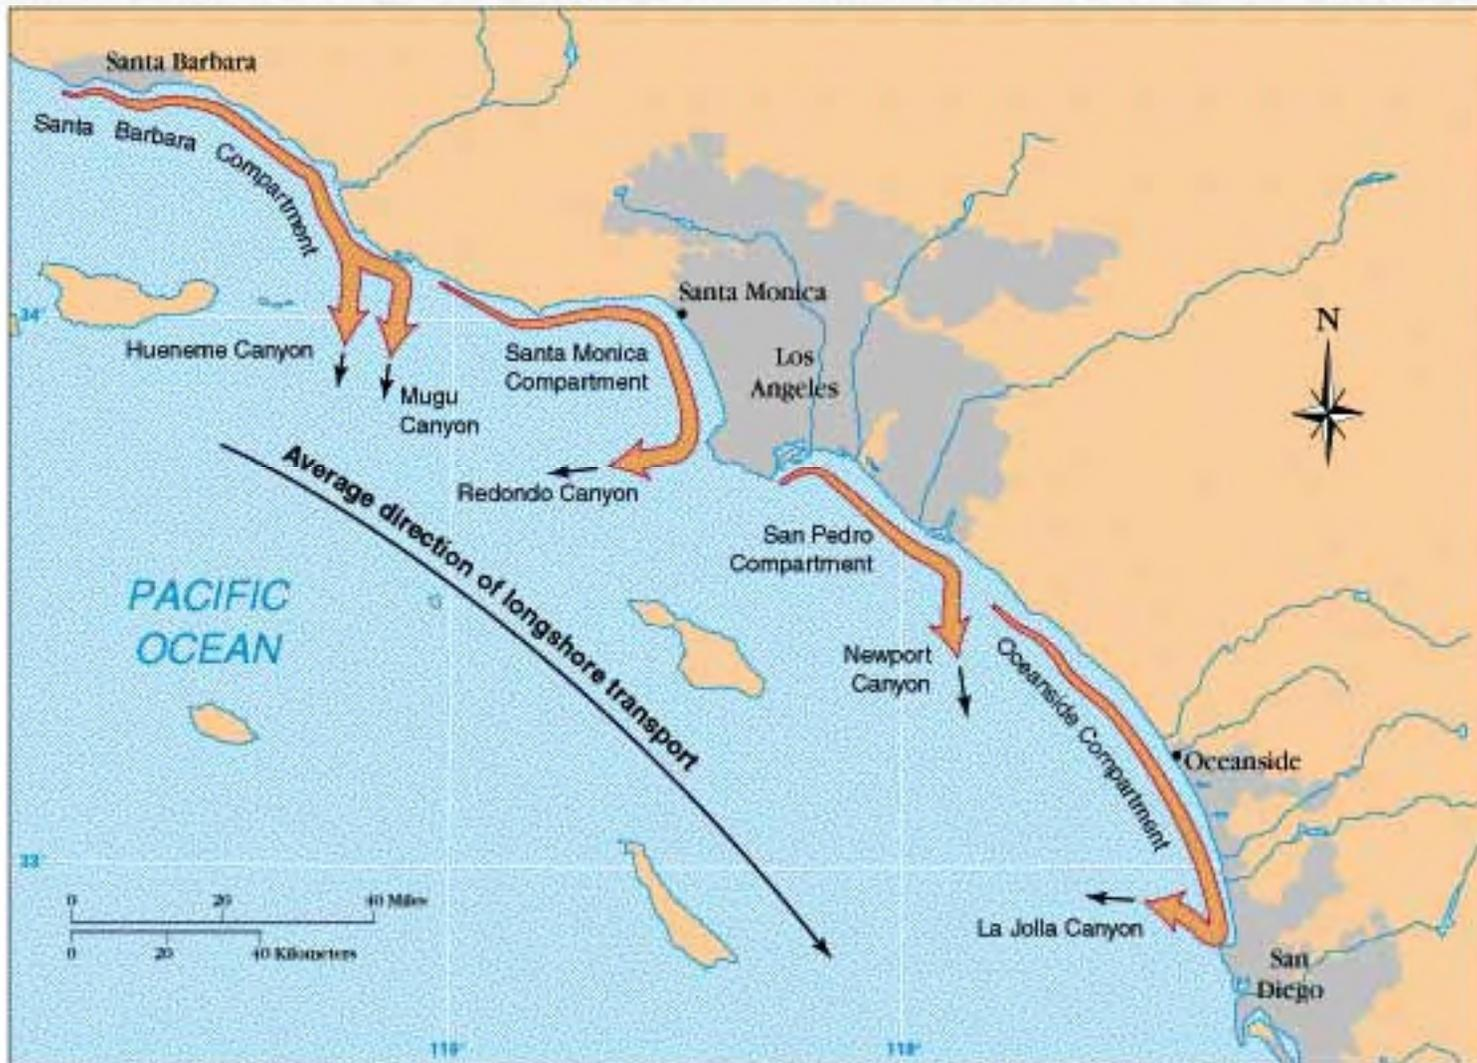 Santa Barbara
Santa Barbara Compartment
Hueneme Canyon
Mugu
Canyon
Santa Monica
Santa Monica
Compartment
Los
Angeles
Redondo Canyon
N
34°
Average direction of longshore transport
San Pedro
Compartment
PACIFIC
OCEAN
Newport
Canyon
Oceanside Compartment
Oceanside
33°
0 20 40 Miles
0 20 40 Kilometers
La Jolla Canyon
San
Diego
118°